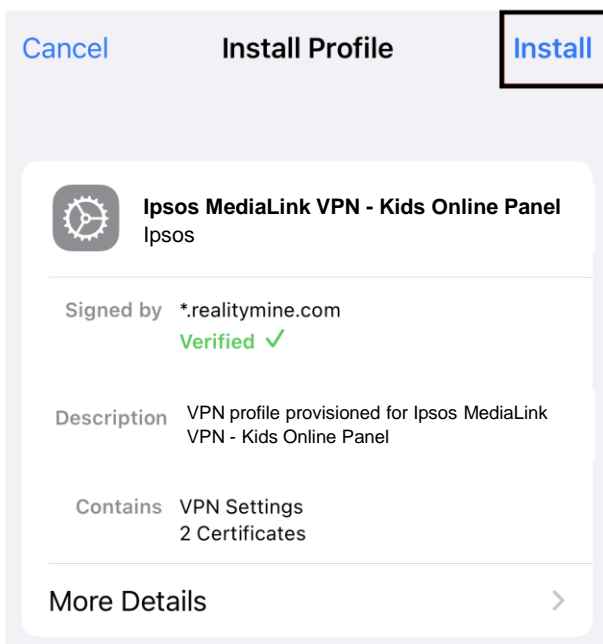 Cancel Install Profile Install
Ipsos MediaLink VPN - Kids Online Panel
Ipsos
Signed by *.realitymine.com
Verified ✓
Description VPN profile provisioned for Ipsos MediaLink
VPN - Kids Online Panel
Contains VPN Settings
2 Certificates
More Details